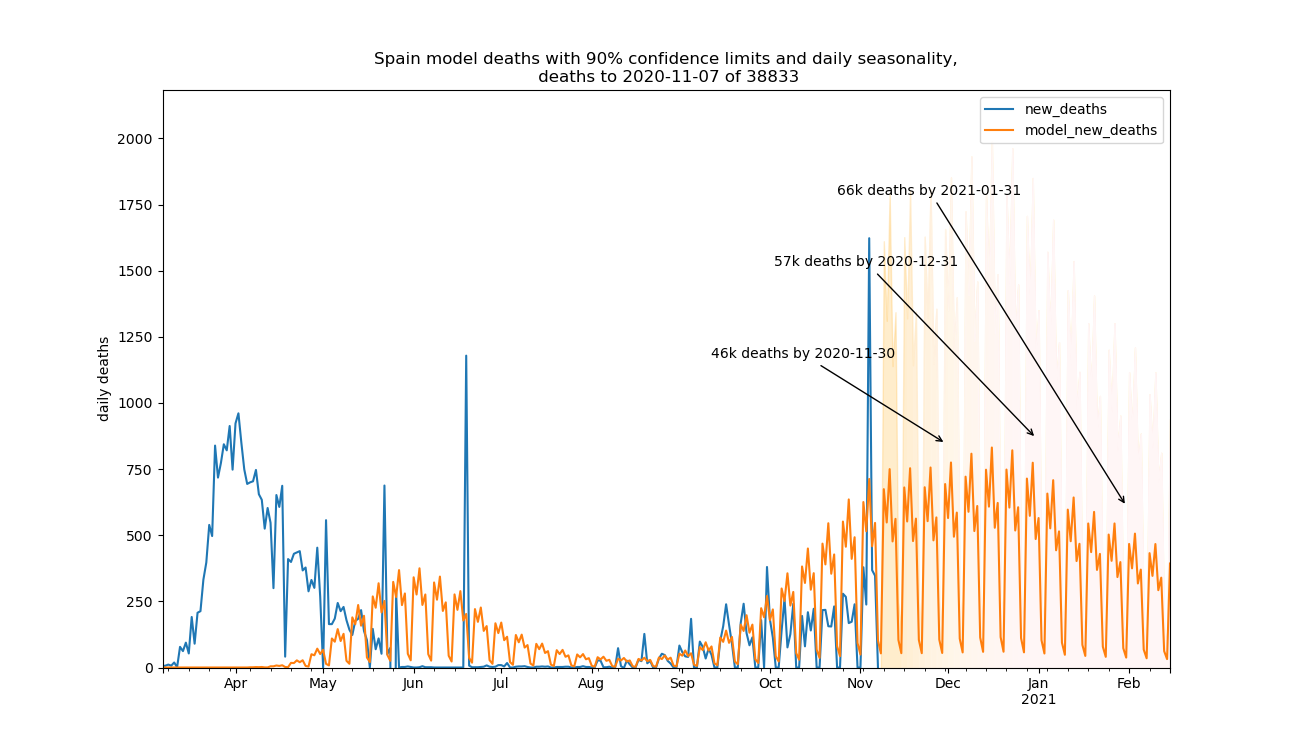 Spain model deaths with 90% confidence limits and daily seasonality,
deaths to 2020-11-07 of 38833
new_deaths
model_new_deaths
daily deaths
2000
1750
1500
1250
1000
750
500
250
0
66k deaths by 2021-01-31
57k deaths by 2020-12-31
46k deaths by 2020-11-30
Apr May Jun Jul Aug Sep Oct Nov Dec Jan Feb
2021